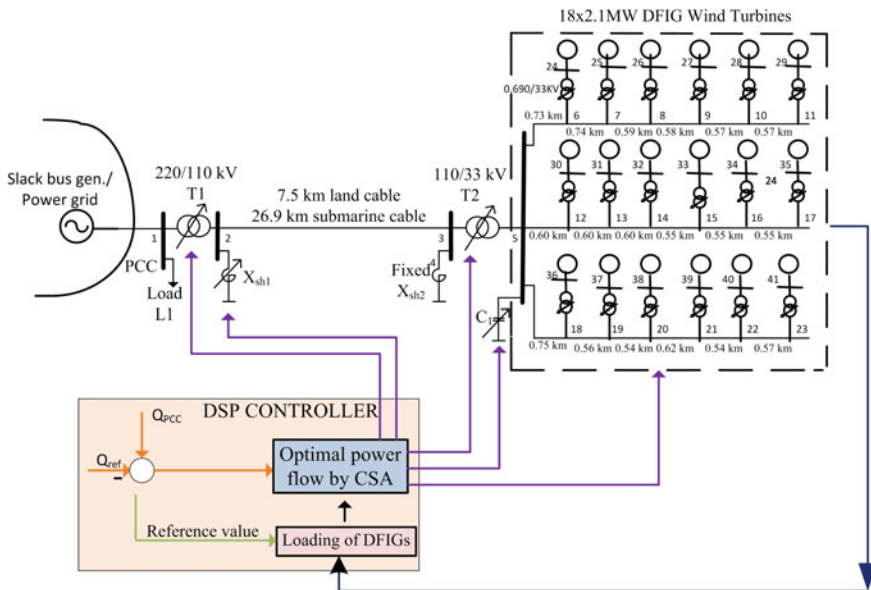 18x2.1MW DFIG Wind Turbines
24 25 26 27 28 29
0.690/33KV
6 7 8 9 10 11
0.73 km 0.74 km 0.59 km 0.58 km 0.57 km 0.57 km
Slack bus gen./
Power grid
220/110 kV
T1
7.5 km land cable
26.9 km submarine cable
110/33 kV
T2
30 31 32 33 34 35
24
12 13 14 15 16 17
0.60 km 0.60 km 0.60 km 0.55 km 0.55 km 0.55 km
1 2 3 5
PCC
Load
L1
Xsh1
Fixed 4
Xsh2
C1
36 37 38 39 40 41
18 19 20 21 22 23
0.75 km 0.56 km 0.54 km 0.62 km 0.54 km 0.57 km
DSP CONTROLLER
QPCC
Qref
-
Optimal power
flow by CSA
Reference value
Loading of DFIGs